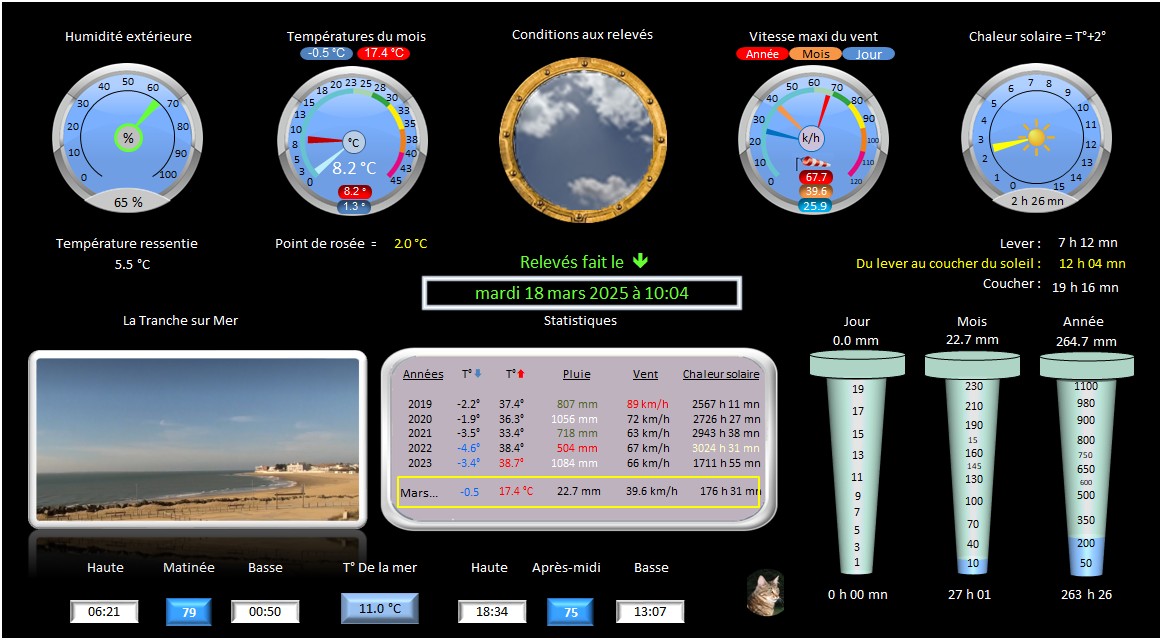 Humidité extérieure
0 10 20 30 40 50 60 70 80 90 100
%
65 %
Températures du mois
-0.5 °C 17.4 °C
0 3 5 8 10 13 15 18 20 23 25 28 30 33 35 38 40 43 45
°C
8.2 °C
8.2 °
1.3 °
Conditions aux relevés
Vitesse maxi du vent
Année Mois Jour
0 10 20 30 40 50 60 70 80 90 100 110 120
k/h
67.7
39.6
25.9
Chaleur solaire = T°+2°
0 1 2 3 4 5 6 7 8 9 10 11 12 13 14 15
2 h 26 mn
Température ressentie
5.5 °C
Point de rosée = 2.0 °C
Relevés fait le
mardi 18 mars 2025 à 10:04
Lever : 7 h 12 mn
Du lever au coucher du soleil : 12 h 04 mn
Coucher : 19 h 16 mn
La Tranche sur Mer
Statistiques
Années T° T° Pluie Vent Chaleur solaire
2019 -2.2° 37.4° 807 mm 89 km/h 2567 h 11 mn
2020 -1.9° 36.3° 1056 mm 72 km/h 2726 h 27 mn
2021 -3.5° 33.4° 718 mm 63 km/h 2943 h 38 mn
2022 -4.6° 38.4° 504 mm 67 km/h 3024 h 31 mn
2023 -3.4° 38.7° 1084 mm 66 km/h 1711 h 55 mn
Mars... -0.5 17.4 °C 22.7 mm 39.6 km/h 176 h 31 mn
Jour
0.0 mm
19
17
15
13
11
9
7
5
3
1
0 h 00 mn
Mois
22.7 mm
230
210
190
15
160
145
130
100
70
40
10
27 h 01
Année
264.7 mm
1100
980
900
800
750
650
600
500
350
200
50
263 h 26
Haute Matinée Basse
06:21 79 00:50
T° De la mer
11.0 °C
Haute Après-midi Basse
18:34 75 13:07